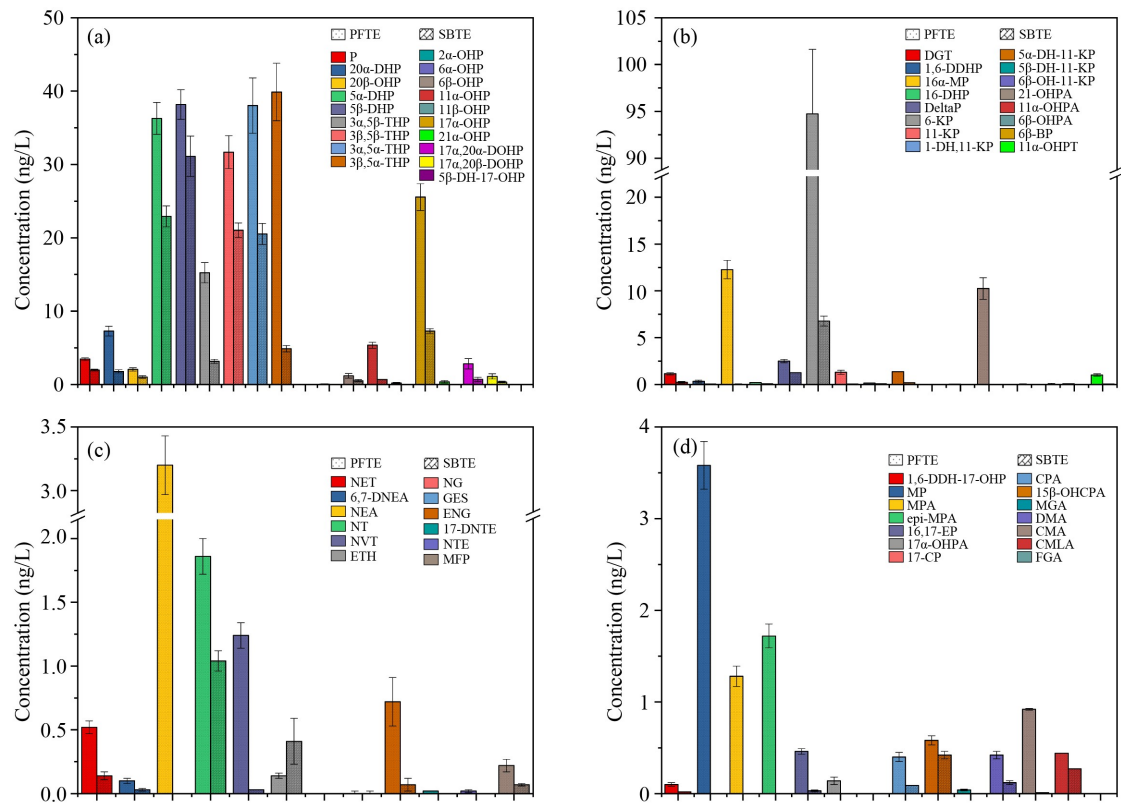 (a)
PFTE SBTE
P
20α-DHP
20β-OHP
5α-DHP
5β-DHP
3α,5β-THP
3β,5β-THP
3α,5α-THP
3β,5α-THP
2α-OHP
6α-OHP
6β-OHP
11α-OHP
11β-OHP
17α-OHP
21α-OHP
17α,20α-DOHP
17α,20β-DOHP
5β-DH-17-OHP
Concentration (ng/L)
50
40
30
20
10
0
(b)
PFTE SBTE
DGT
1,6-DDHP
16α-MP
16-DHP
DeltaP
6-KP
11-KP
1-DH,11-KP
5α-DH-11-KP
5β-DH-11-KP
6β-OH-11-KP
21-OHPA
11α-OHPA
6β-OHPA
6β-BP
11α-OHPT
Concentration (ng/L)
105
100
95
90
20
15
10
5
0
(c)
PFTE SBTE
NET
6,7-DNEA
NEA
NT
NVT
ETH
NG
GES
ENG
17-DNTE
NTE
MFP
Concentration (ng/L)
3.5
3.0
2.0
1.5
1.0
0.5
0.0
(d)
PFTE SBTE
1,6-DDH-17-OHP
MP
MPA
epi-MPA
16,17-EP
17α-OHPA
17-CP
CPA
15β-OHCPA
MGA
DMA
CMA
CMLA
FGA
Concentration (ng/L)
4
3
2
1
0